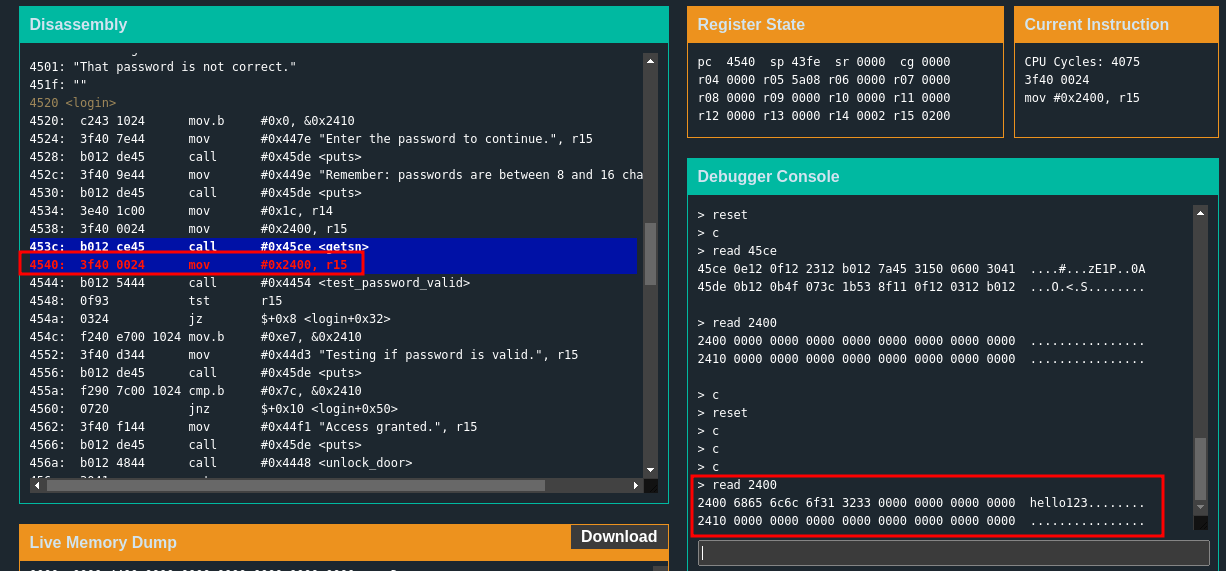 Disassembly
4501: "That password is not correct."
451f: ""
4520 <login>
4520:  c243 1024      mov.b     #0x0, &0x2410
4524:  3f40 7e44      mov       #0x447e "Enter the password to continue.", r15
4528:  b012 de45      call      #0x45de <puts>
452c:  3f40 9e44      mov       #0x449e "Remember: passwords are between 8 and 16 cha
4530:  b012 de45      call      #0x45de <puts>
4534:  3e40 1c00      mov       #0x1c, r14
4538:  3f40 0024      mov       #0x2400, r15
453c:  b012 ce45      call      #0x45ce <getsn>
4540:  3f40 0024      mov       #0x2400, r15
4544:  b012 5444      call      #0x4454 <test_password_valid>
4548:  0f93           tst       r15
454a:  0324           jz        $+0x8 <login+0x32>
454c:  f240 e700 1024 mov.b     #0xe7, &0x2410
4552:  3f40 d344      mov       #0x44d3 "Testing if password is valid.", r15
4556:  b012 de45      call      #0x45de <puts>
455a:  f290 7c00 1024 cmp.b     #0x7c, &0x2410
4560:  0720           jnz       $+0x10 <login+0x50>
4562:  3f40 f144      mov       #0x44f1 "Access granted.", r15
4566:  b012 de45      call      #0x45de <puts>
456a:  b012 4844      call      #0x4448 <unlock_door>
Live Memory Dump
Download
Register State
pc  4540  sp 43fe  sr 0000  cg 0000
r04 0000 r05 5a08 r06 0000 r07 0000
r08 0000 r09 0000 r10 0000 r11 0000
r12 0000 r13 0000 r14 0002 r15 0200
Current Instruction
CPU Cycles: 4075
3f40 0024
mov #0x2400, r15
Debugger Console
> reset
> c
> read 45ce
45ce 0e12 0f12 2312 b012 7a45 3150 0600 3041  ....#...zE1P..0A
45de 0b12 0b4f 073c 1b53 8f11 0f12 0312 b012  ...O.<.S........
> read 2400
2400 0000 0000 0000 0000 0000 0000 0000 0000  ................
2410 0000 0000 0000 0000 0000 0000 0000 0000  ................
> c
> reset
> c
> c
> c
> read 2400
2400 6865 6c6c 6f31 3233 0000 0000 0000 0000  hello123........
2410 0000 0000 0000 0000 0000 0000 0000 0000  ................